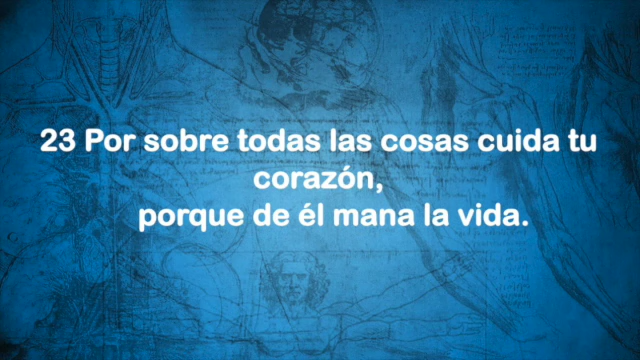 23 Por sobre todas las cosas cuida tu
corazón,
porque de él mana la vida.